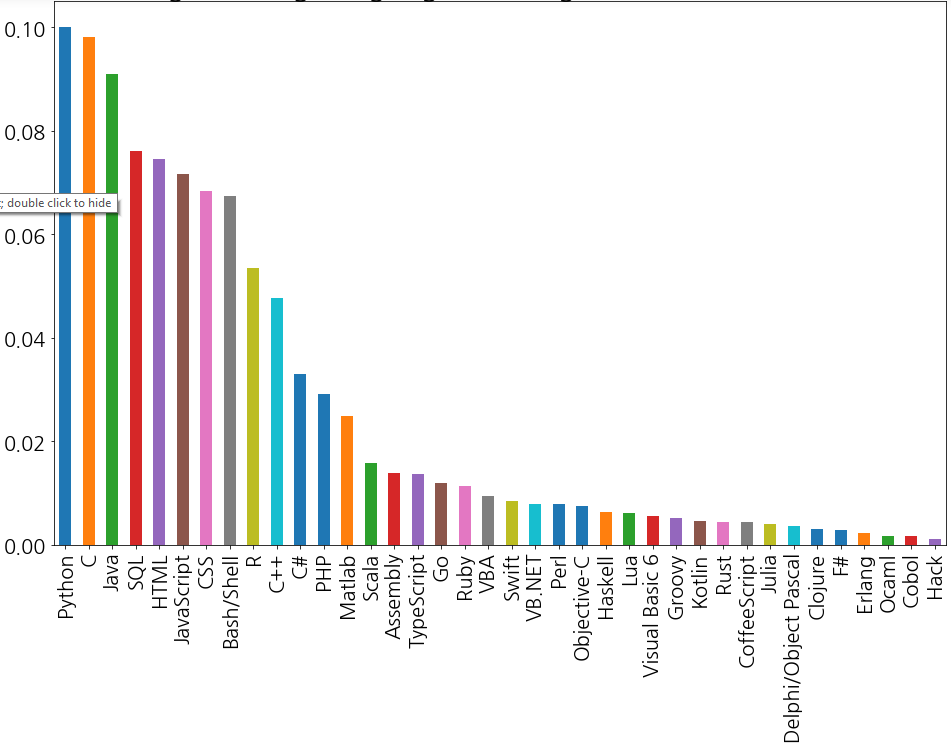 0.10
0.08
; double click to hide
0.06
0.04
0.02
0.00
Python
C
Java
SQL
HTML
JavaScript
CSS
Bash/Shell
R
C++
C#
PHP
Matlab
Scala
Assembly
TypeScript
Go
Ruby
VBA
Swift
VB.NET
Perl
Objective-C
Haskell
Lua
Visual Basic 6
Groovy
Kotlin
Rust
CoffeeScript
Julia
Delphi/Object Pascal
Clojure
F#
Erlang
Ocaml
Cobol
Hack